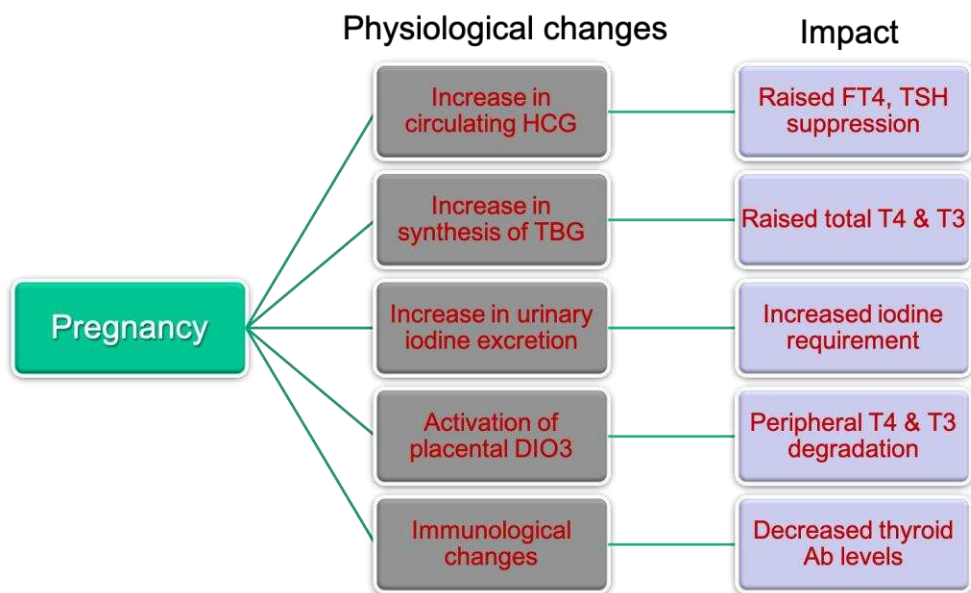 Physiological changes
Impact
Pregnancy
Increase in
circulating HCG
Raised FT4, TSH
suppression
Increase in
synthesis of TBG
Raised total T4 & T3
Increase in urinary
iodine excretion
Increased iodine
requirement
Activation of
placental DIO3
Peripheral T4 & T3
degradation
Immunological
changes
Decreased thyroid
Ab levels